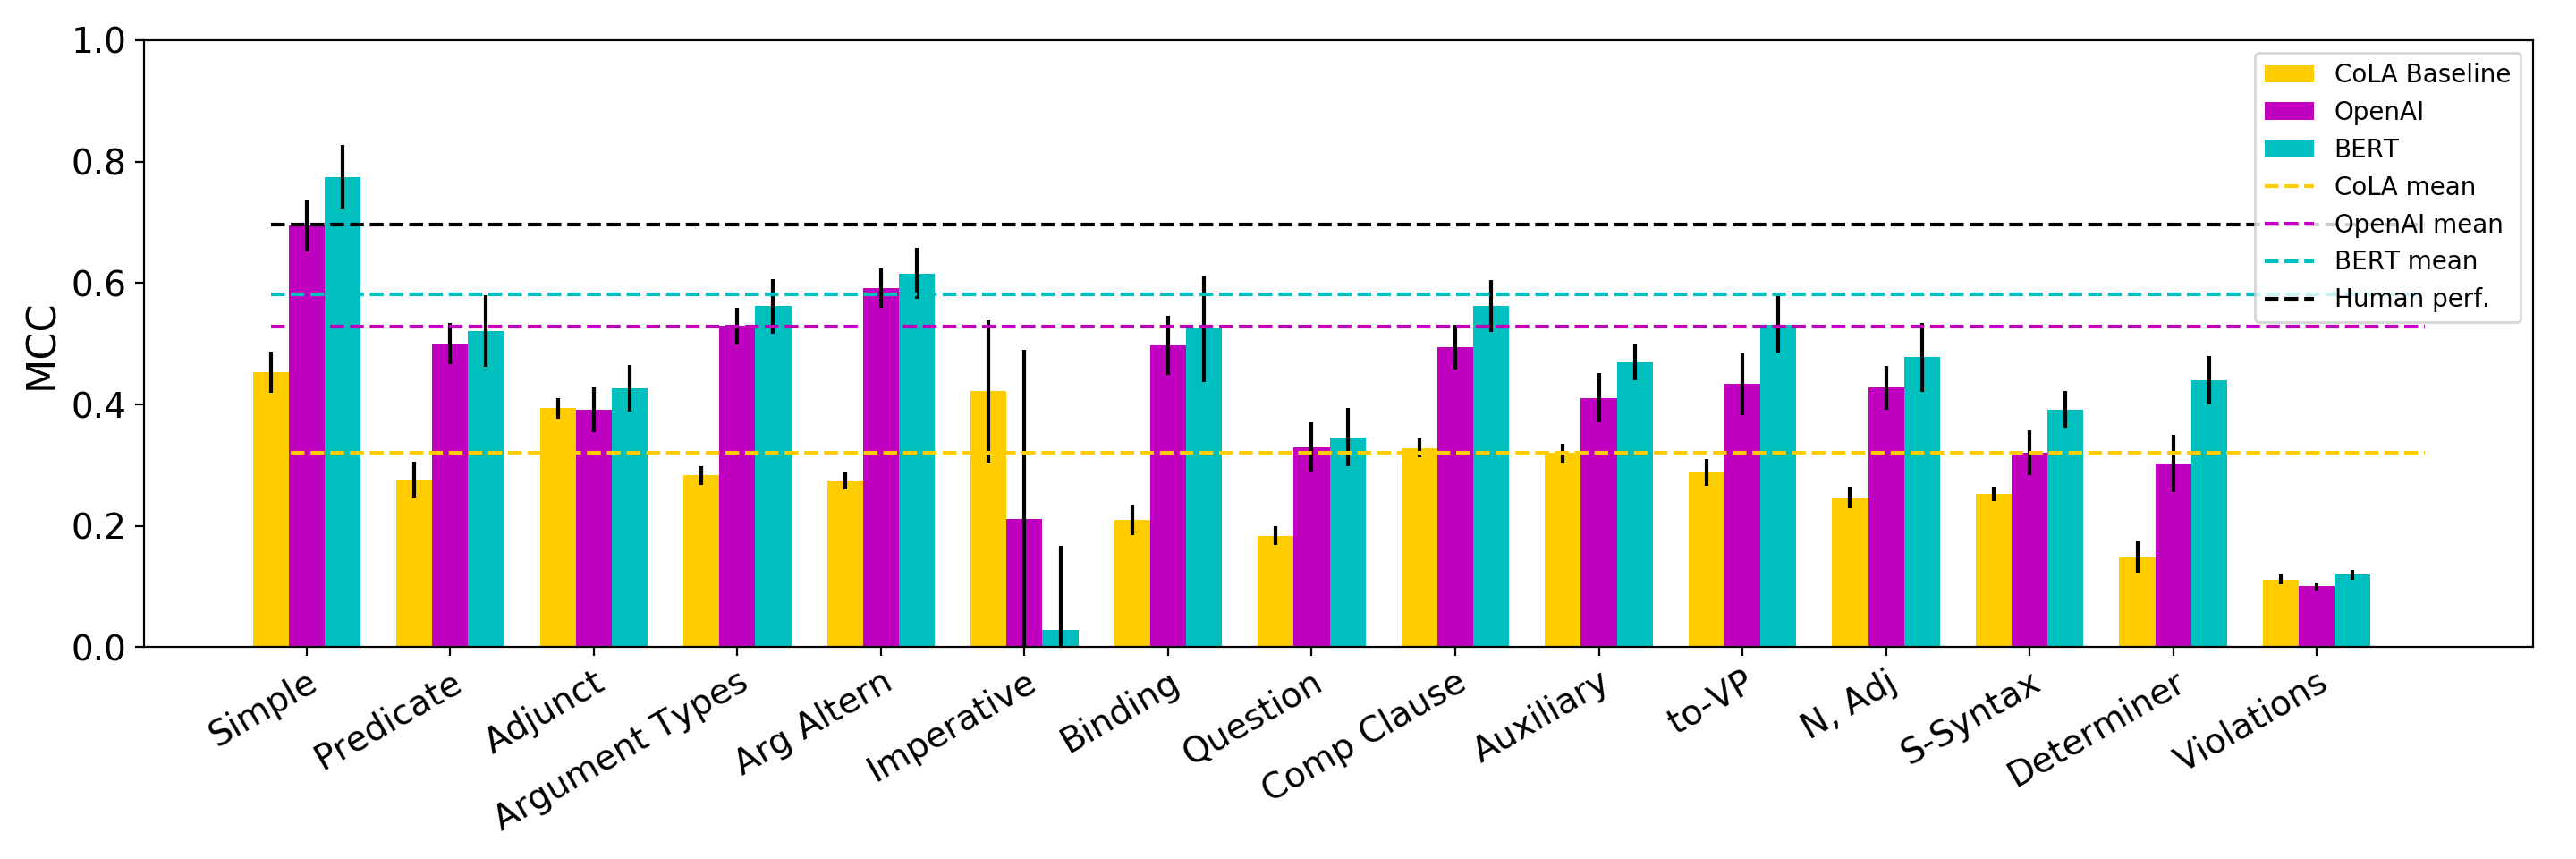 1.0
0.8
0.6
0.4
0.2
0.0
MCC
CoLA Baseline
OpenAI
BERT
CoLA mean
OpenAI mean
BERT mean
Human perf.
Simple
Predicate
Adjunct
Argument Types
Arg Altern
Imperative
Binding
Question
Comp Clause
Auxiliary
to-VP
N, Adj
S-Syntax
Determiner
Violations